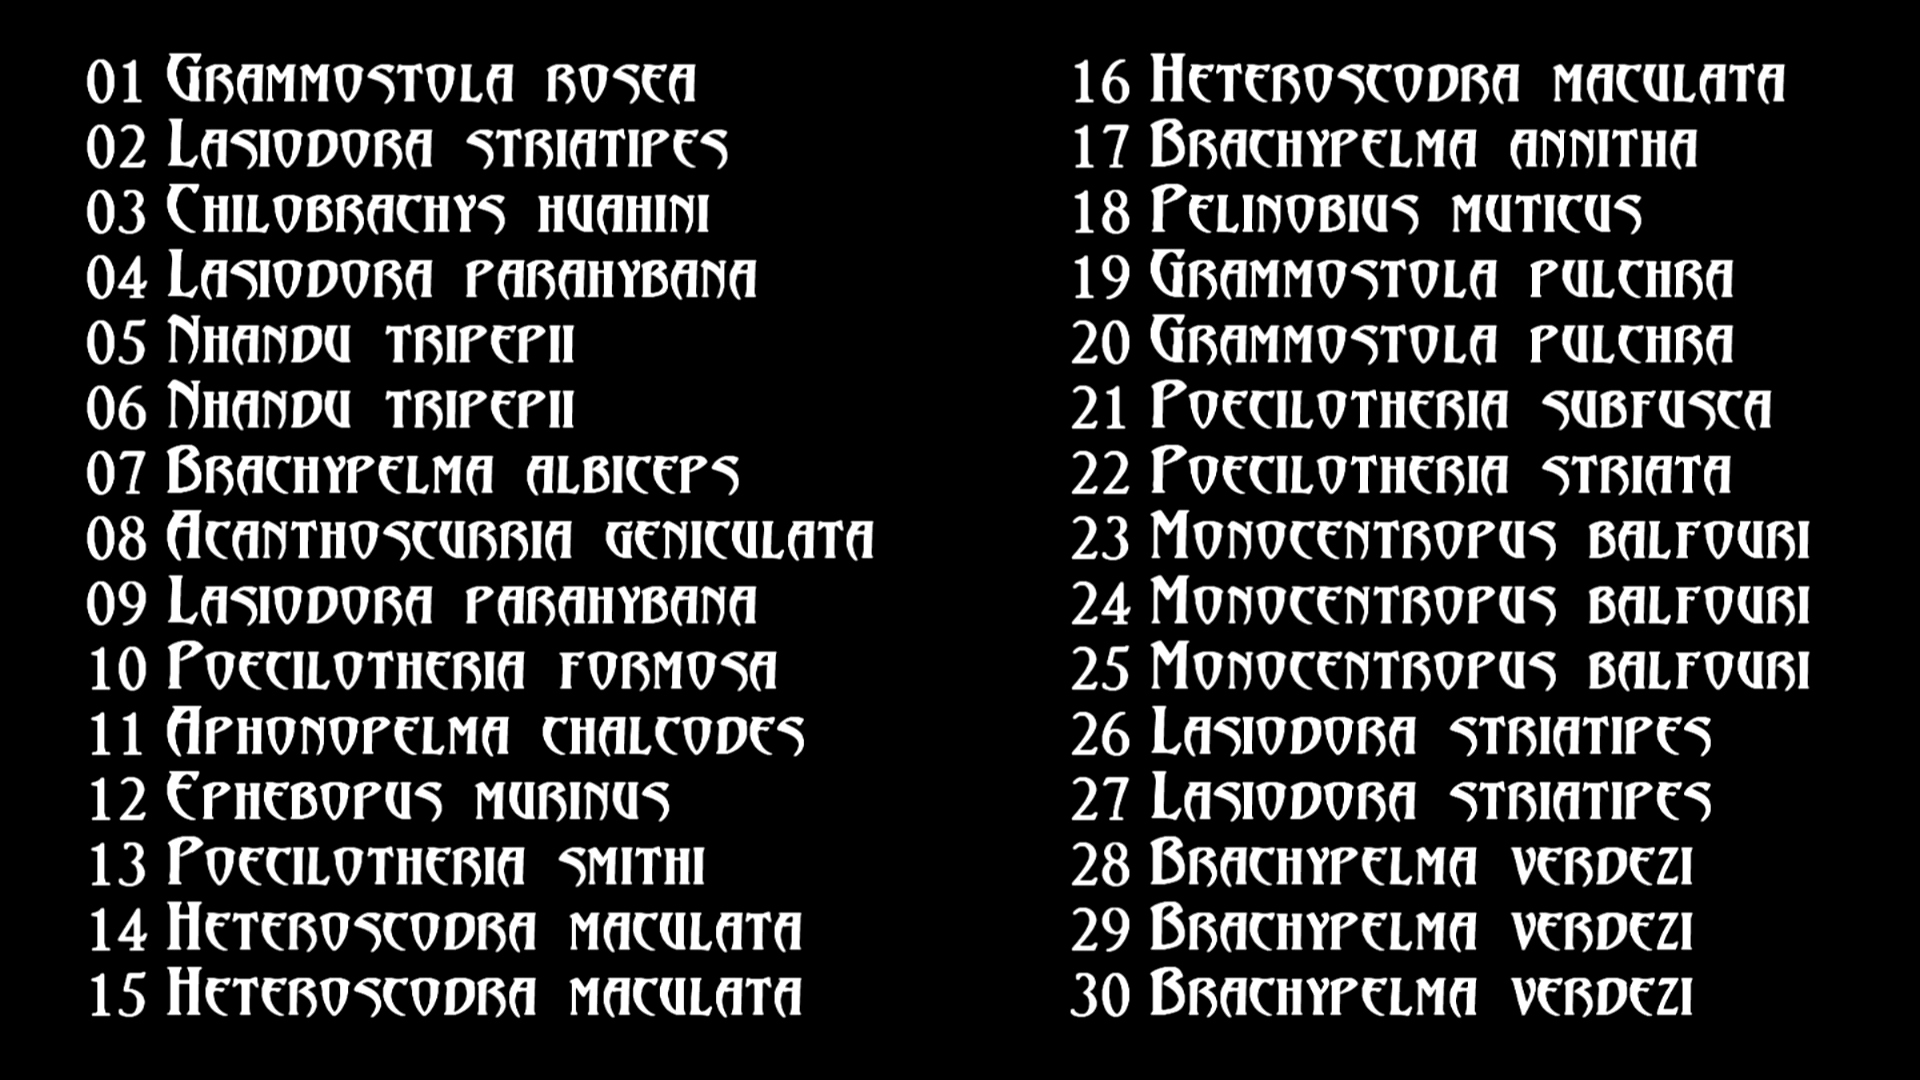 01 Grammostola rosea
02 Lasiodora striatipes
03 Chilobrachys huahini
04 Lasiodora parahybana
05 Nhandu tripepii
06 Nhandu tripepii
07 Brachypelma albiceps
08 Acanthoscurria geniculata
09 Lasiodora parahybana
10 Poecilotheria formosa
11 Aphonopelma chalcodes
12 Ephebopus murinus
13 Poecilotheria smithi
14 Heteroscodra maculata
15 Heteroscodra maculata
16 Heteroscodra maculata
17 Brachypelma annitha
18 Pelinobius muticus
19 Grammostola pulchra
20 Grammostola pulchra
21 Poecilotheria subfusca
22 Poecilotheria striata
23 Monocentropus balfouri
24 Monocentropus balfouri
25 Monocentropus balfouri
26 Lasiodora striatipes
27 Lasiodora striatipes
28 Brachypelma verdezi
29 Brachypelma verdezi
30 Brachypelma verdezi